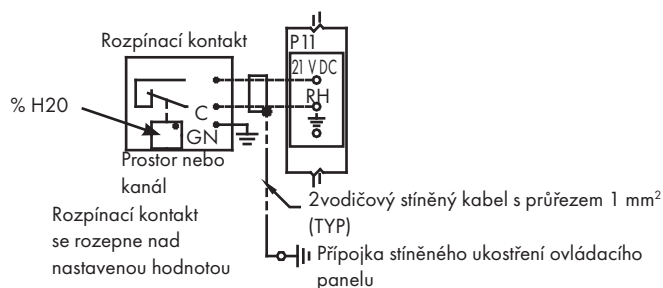 Rozpínací kontakt
P11
21 V DC
RH
% H20
C
GN
Prostor nebo
kanál
Rozpínací kontakt
se rozepne nad
nastavenou hodnotou
2vodičový stíněný kabel s průřezem 1 mm²
(TYP)
Přípojka stíněného ukostření ovládacího
panelu